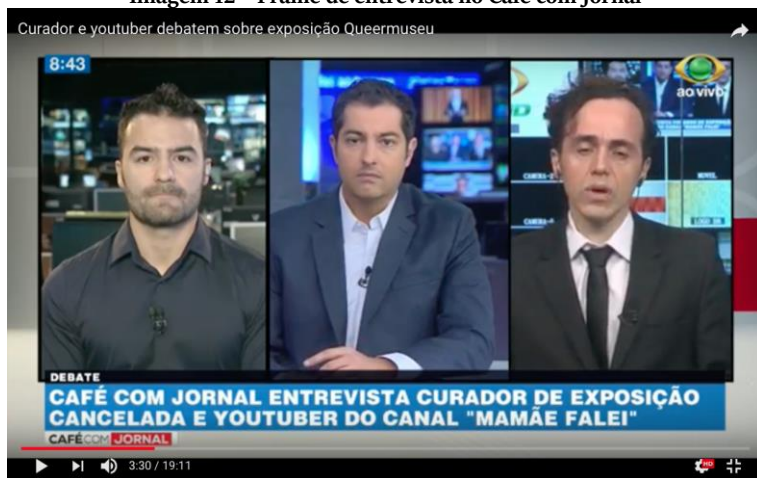 Imagem 12 – Frame de entrevista no Café com Jornal
Curador e youtuber debatem sobre exposição Queermuseu
8:43
ao vivo
DEBATE
CAFÉ COM JORNAL ENTREVISTA CURADOR DE EXPOSIÇÃO
CANCELADA E YOUTUBER DO CANAL "MAMÃE FALEI"
CAFÉ COM JORNAL
3:30 / 19:11
HD